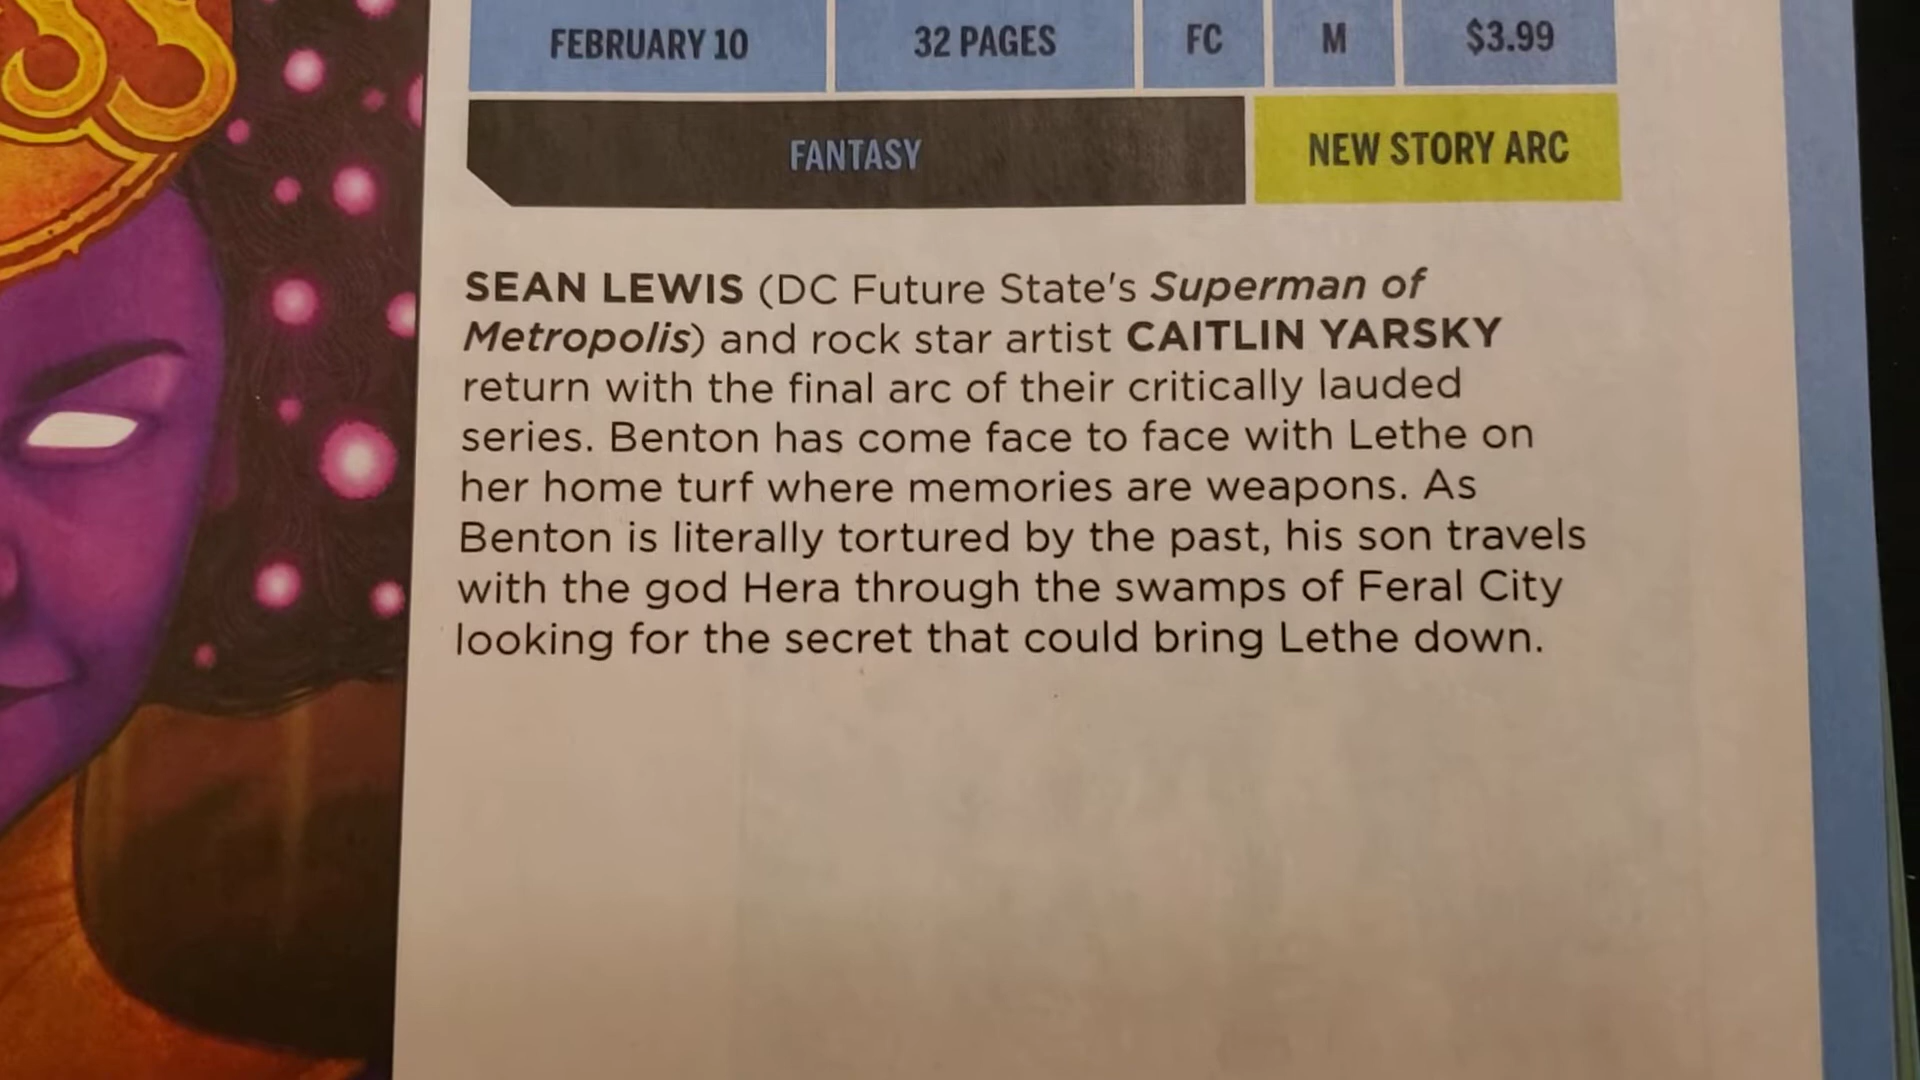 FEBRUARY 10 32 PAGES FC M $3.99
FANTASY NEW STORY ARC
SEAN LEWIS (DC Future State's Superman of
Metropolis) and rock star artist CAITLIN YARSKY
return with the final arc of their critically lauded
series. Benton has come face to face with Lethe on
her home turf where memories are weapons. As
Benton is literally tortured by the past, his son travels
with the god Hera through the swamps of Feral City
looking for the secret that could bring Lethe down.